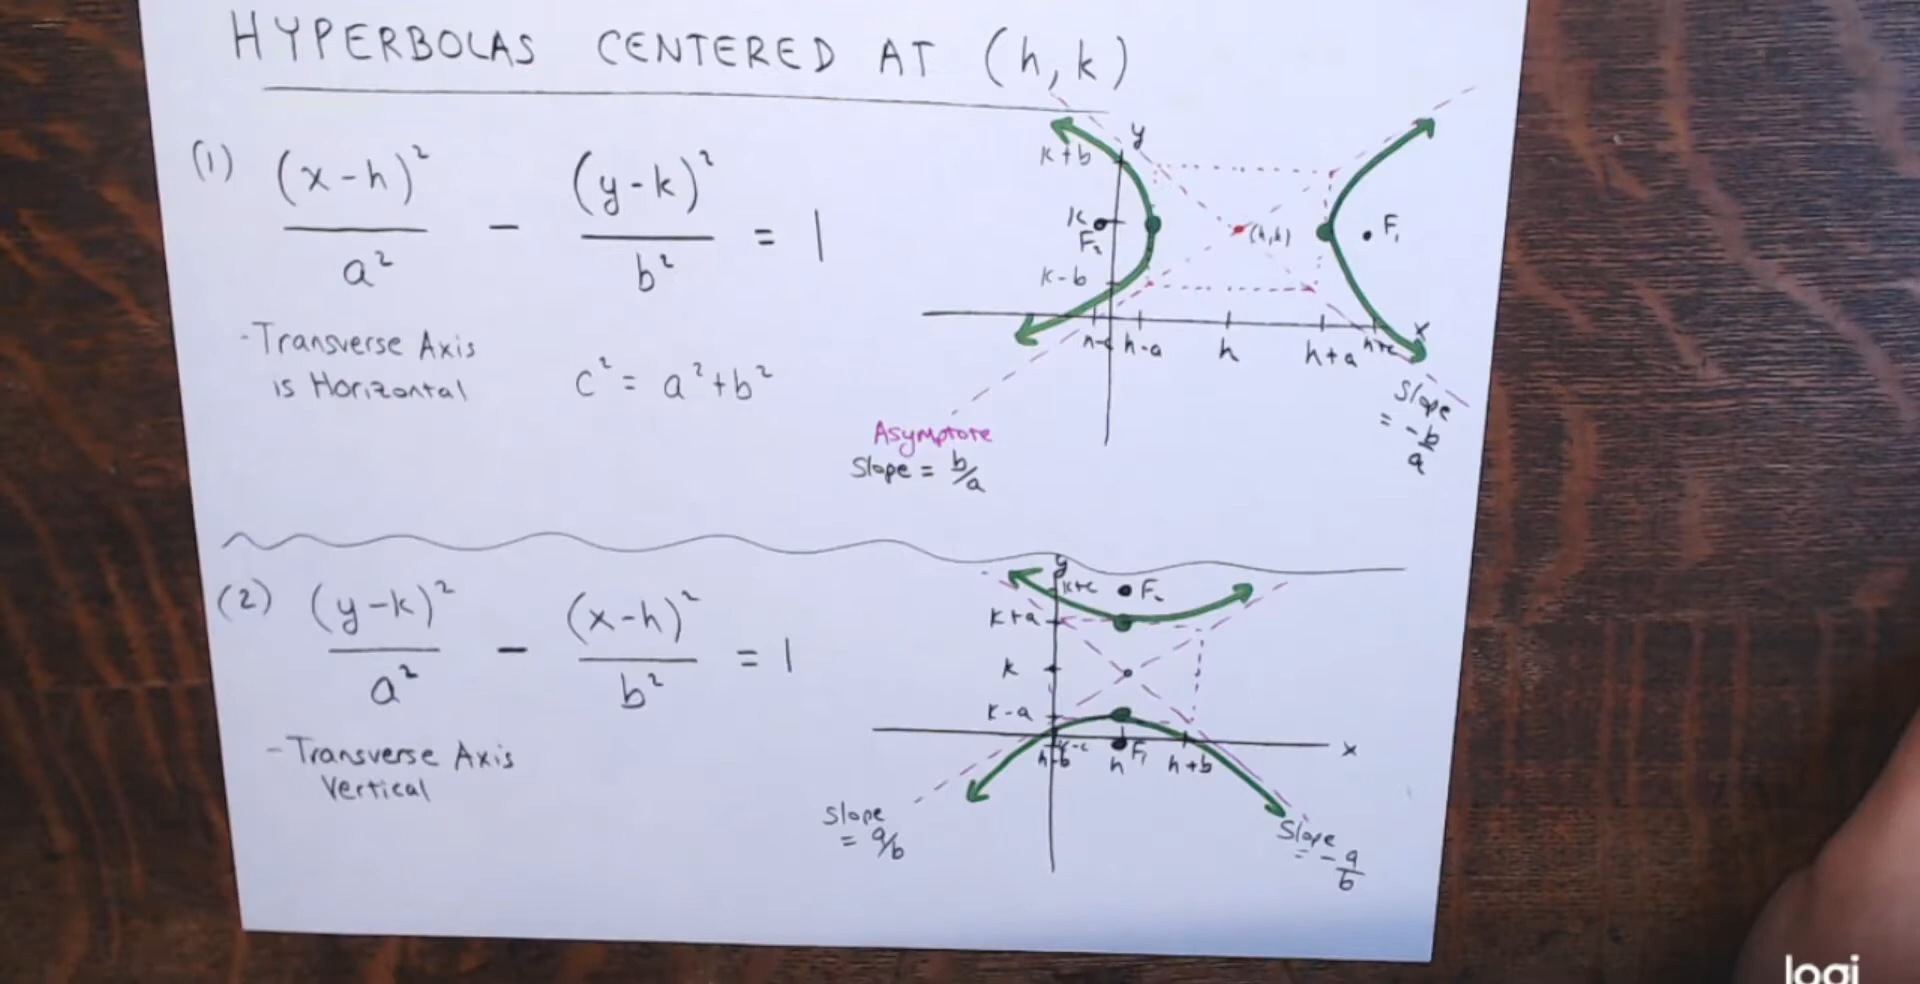 HYPERBOLAS CENTERED AT (h, k)
(1) (x-h)² / a² - (y-k)² / b² = 1
- Transverse Axis
is Horizontal
c² = a² + b²
y
k+b
k
F₂
k-b
(h,k)
F₁
x
h-c h-a h h+a h+c
Asymptote
Slope = b/a
Slope
= -b/a
(2) (y-k)² / a² - (x-h)² / b² = 1
- Transverse Axis
Vertical
y
k+c
F₂
k+a
k
k-a
k-c
h-b h F₁ h+b
x
Slope
= a/b
Slope
= -a/b
logi